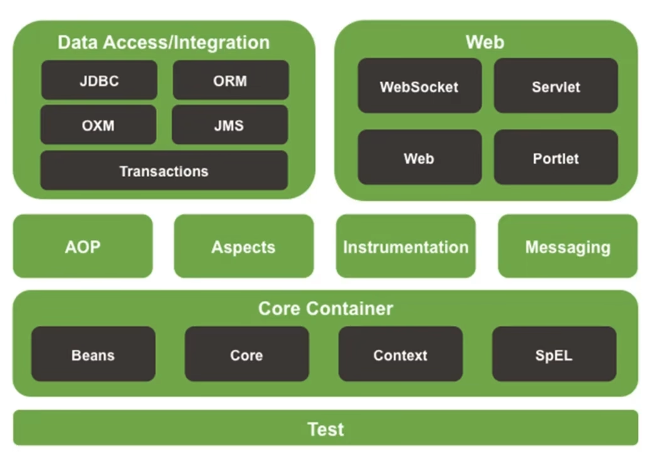 Data Access/Integration
JDBC
ORM
OXM
JMS
Transactions
Web
WebSocket
Servlet
Web
Portlet
AOP
Aspects
Instrumentation
Messaging
Core Container
Beans
Core
Context
SpEL
Test